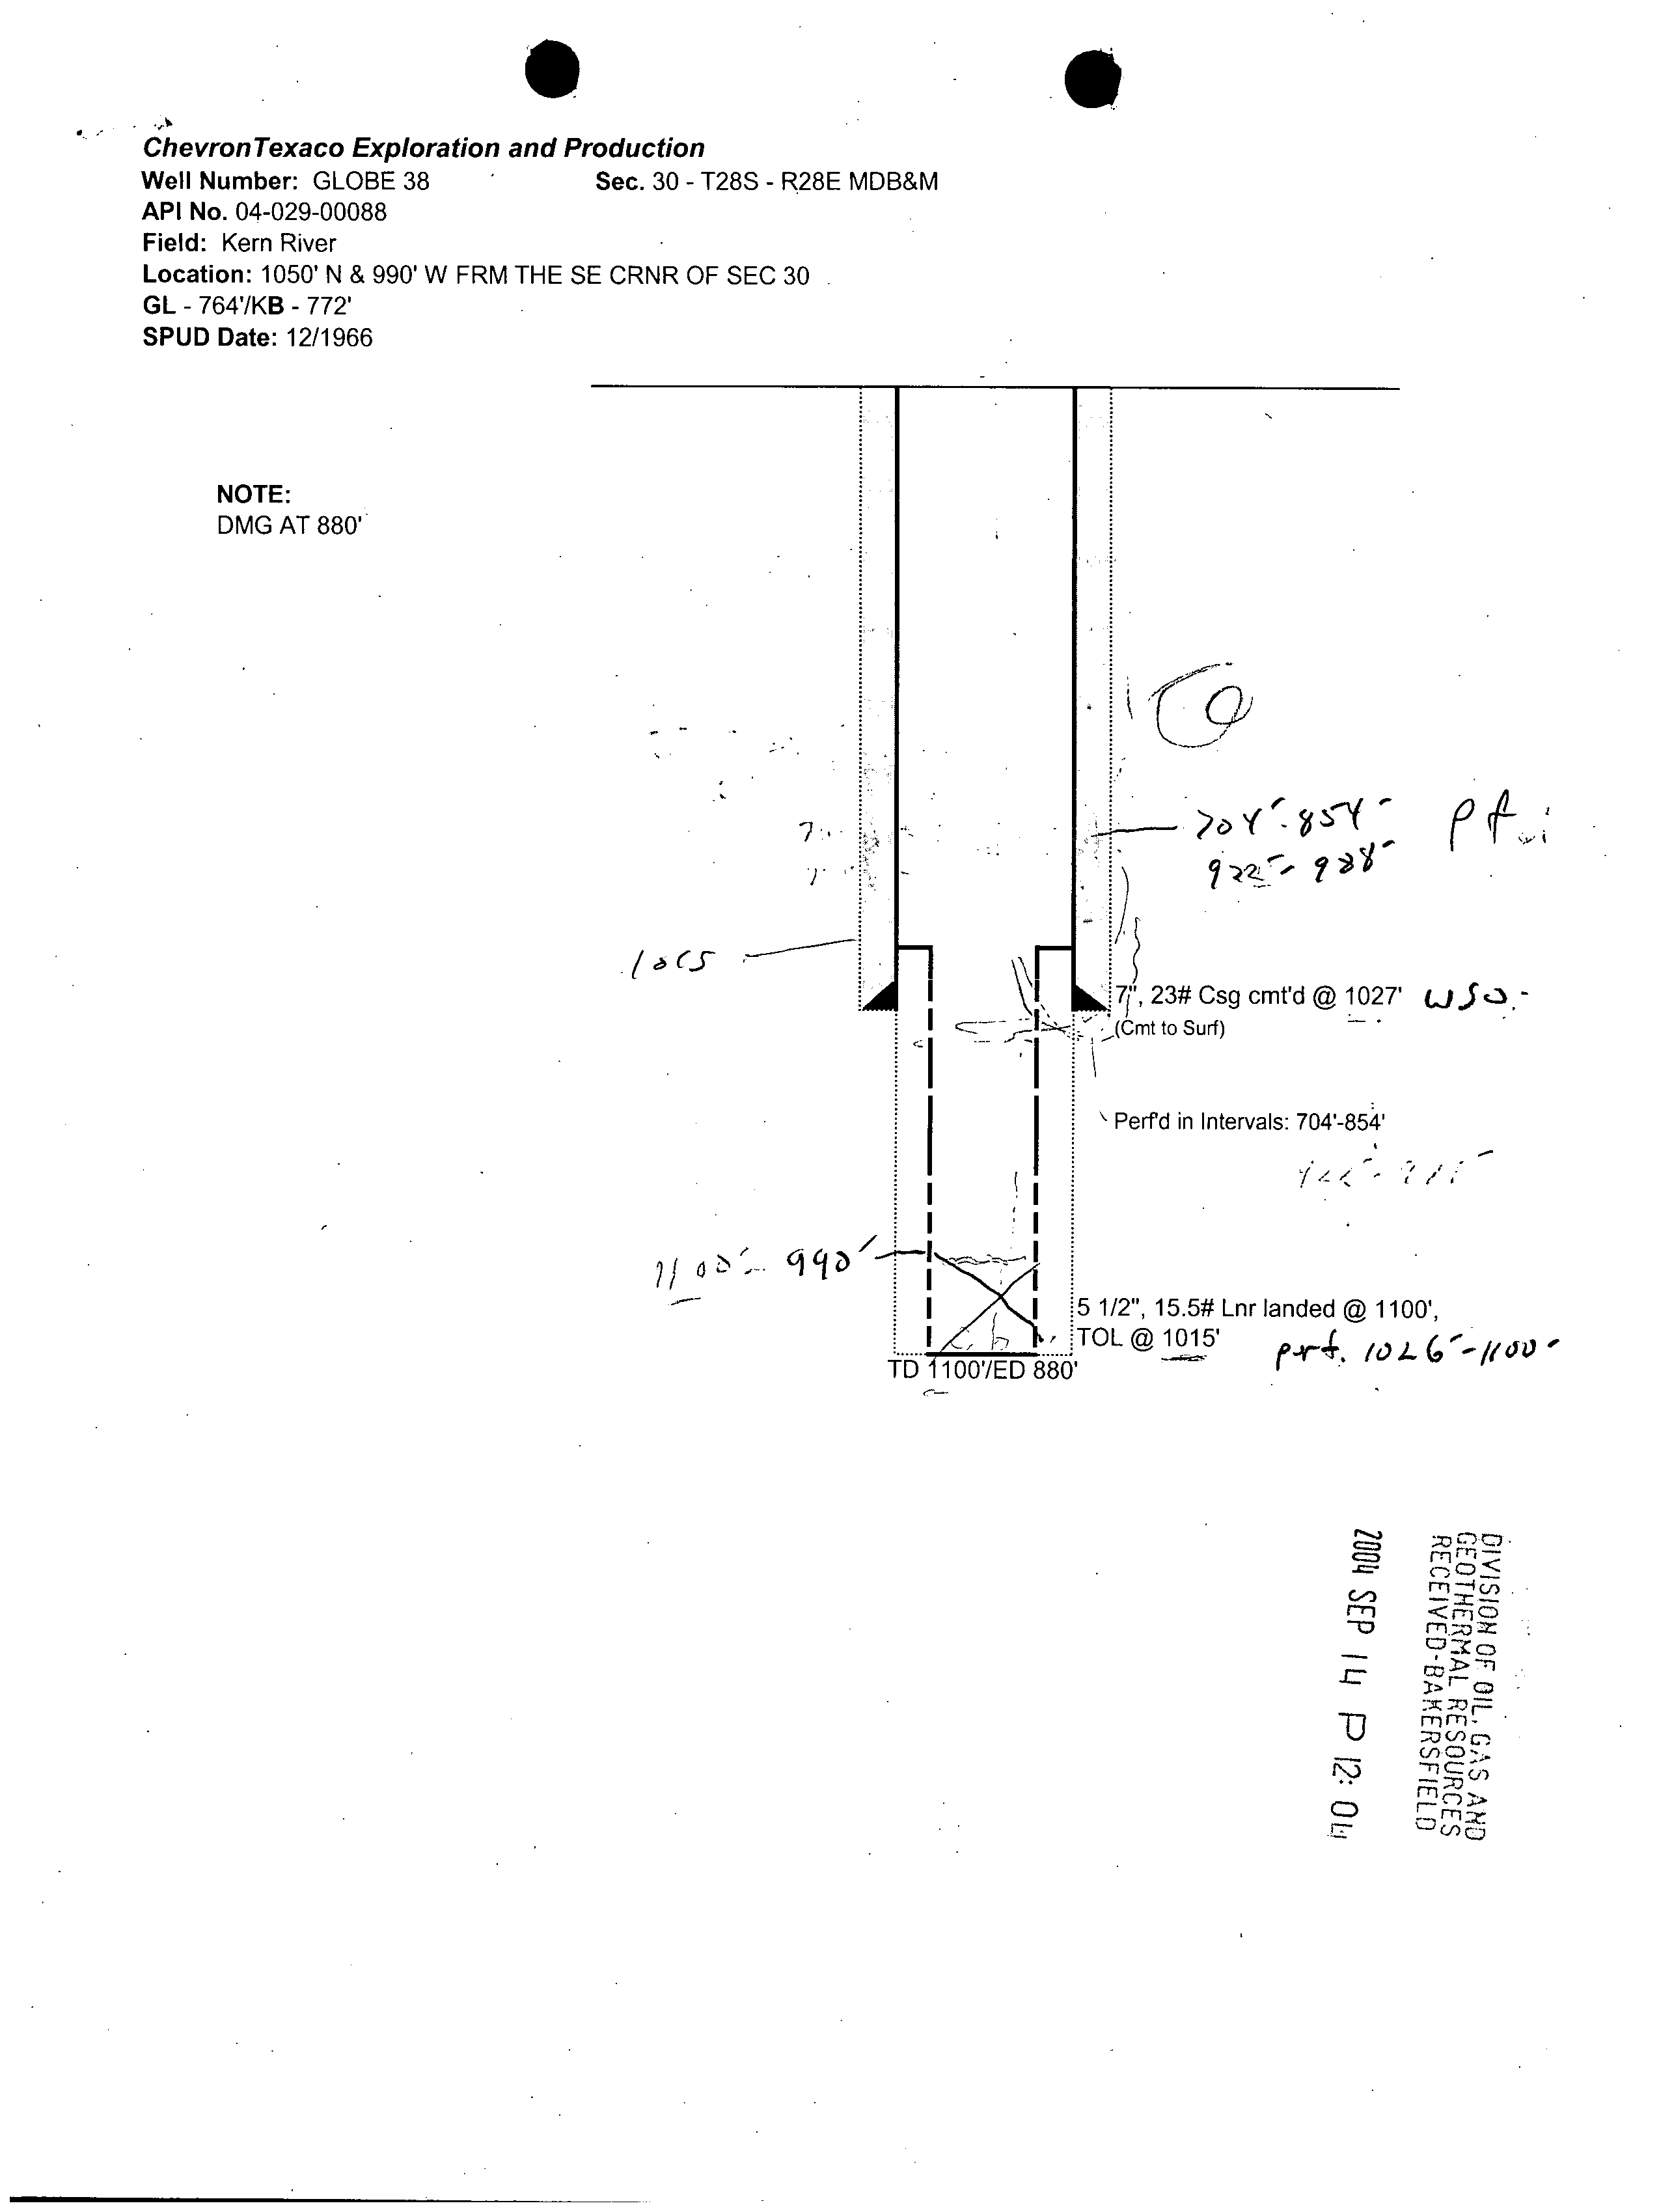 ChevronTexaco Exploration and Production
Well Number: GLOBE 38 Sec. 30 - T28S - R28E MDB&M
API No. 04-029-00088
Field: Kern River
Location: 1050' N & 990' W FRM THE SE CRNR OF SEC 30
GL - 764'/KB - 772'
SPUD Date: 12/1966
NOTE:
DMG AT 880'
704'-854'
922'-988'
1015
7", 23# Csg cmt'd @ 1027' WSO
(Cmt to Surf)
Perf'd in Intervals: 704'-854'
1100'- 990'
5 1/2", 15.5# Lnr landed @ 1100',
TOL @ 1015' perf. 1026'-1100'
TD 1100'/ED 880'
DIVISION OF OIL, GAS AND
GEOTHERMAL RESOURCES
RECEIVED-BAKERSFIELD
2004 SEP 14 P 12: 04